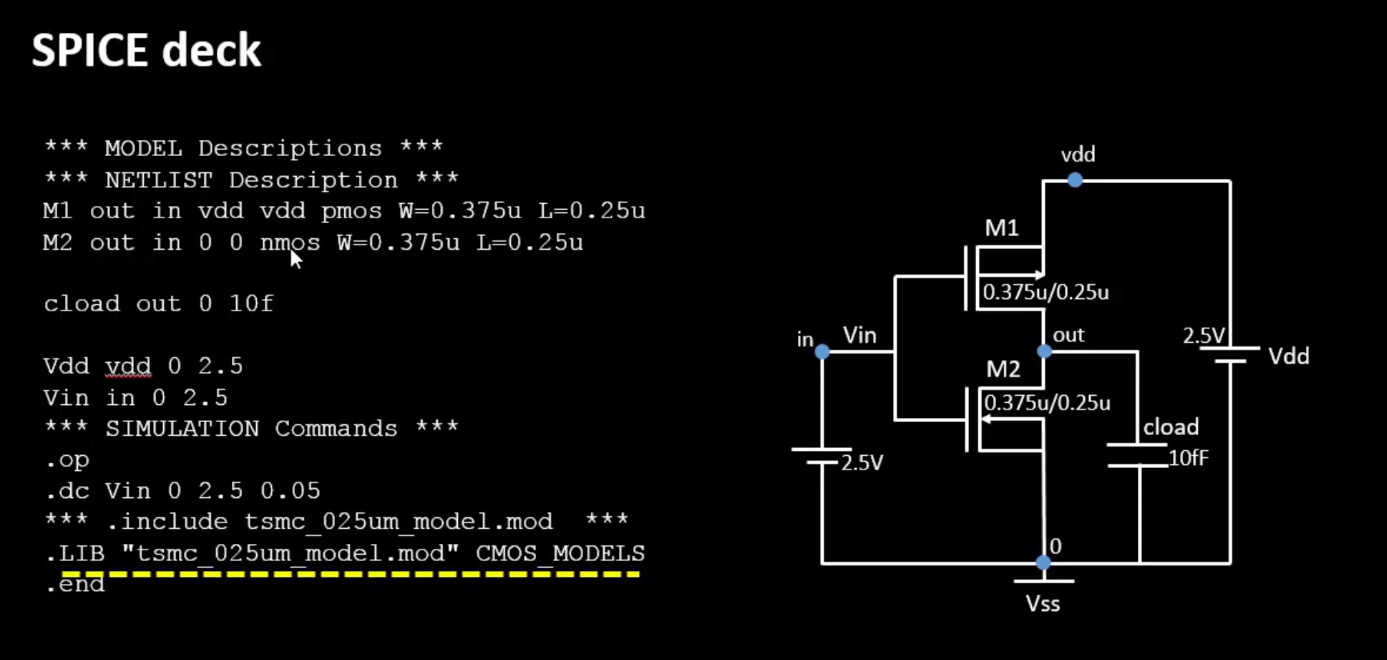 SPICE deck
*** MODEL Descriptions ***
*** NETLIST Description ***
M1 out in vdd vdd pmos W=0.375u L=0.25u
M2 out in 0 0 nmos W=0.375u L=0.25u
cload out 0 10f
Vdd vdd 0 2.5
Vin in 0 2.5
*** SIMULATION Commands ***
.op
.dc Vin 0 2.5 0.05
*** .include tsmc_025um_model.mod ***
.LIB "tsmc_025um_model.mod" CMOS_MODELS
.end
vdd
M1
0.375u/0.25u
in
Vin
out
2.5V
Vdd
M2
0.375u/0.25u
cload
10fF
2.5V
0
Vss